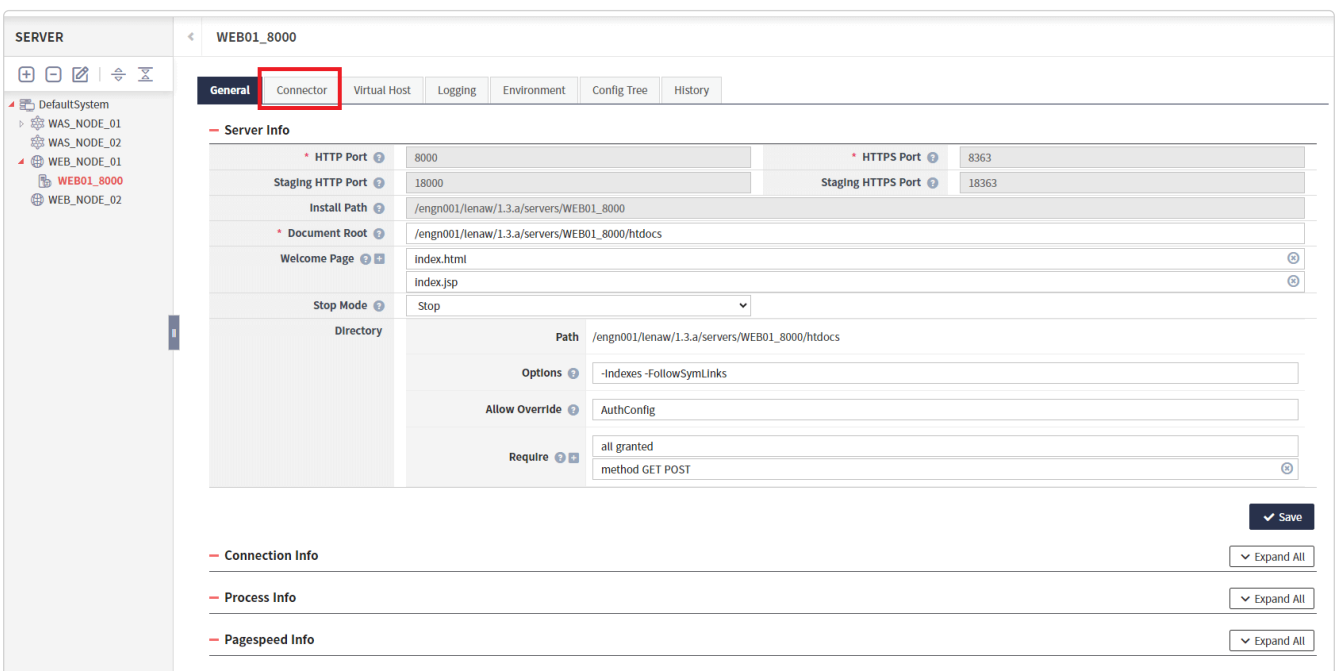 SERVER
WEB01_8000
DefaultSystem
WAS_NODE_01
WAS_NODE_02
WEB_NODE_01
WEB01_8000
WEB_NODE_02
General Connector Virtual Host Logging Environment Config Tree History
Server Info
* HTTP Port 8000 * HTTPS Port 8363
Staging HTTP Port 18000 Staging HTTPS Port 18363
Install Path /engn001/lenaw/1.3.a/servers/WEB01_8000
* Document Root /engn001/lenaw/1.3.a/servers/WEB01_8000/htdocs
Welcome Page index.html
index.jsp
Stop Mode Stop
Directory Path /engn001/lenaw/1.3.a/servers/WEB01_8000/htdocs
Options -Indexes -FollowSymLinks
Allow Override AuthConfig
Require all granted
method GET POST
Save
Connection Info Expand All
Process Info Expand All
Pagespeed Info Expand All